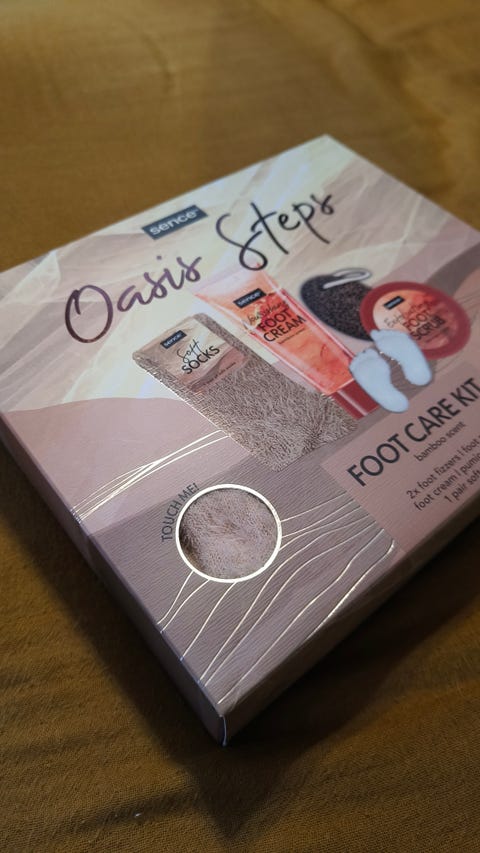 sence
Oasis Steps
sence
Soft
SOCKS
sence
FOOT
CREAM
sence
FOOT
SCRUB
FOOT CARE KIT
bamboo scent
2x foot fizzers | foot
foot cream | pumi
1 pair soft
TOUCH ME!